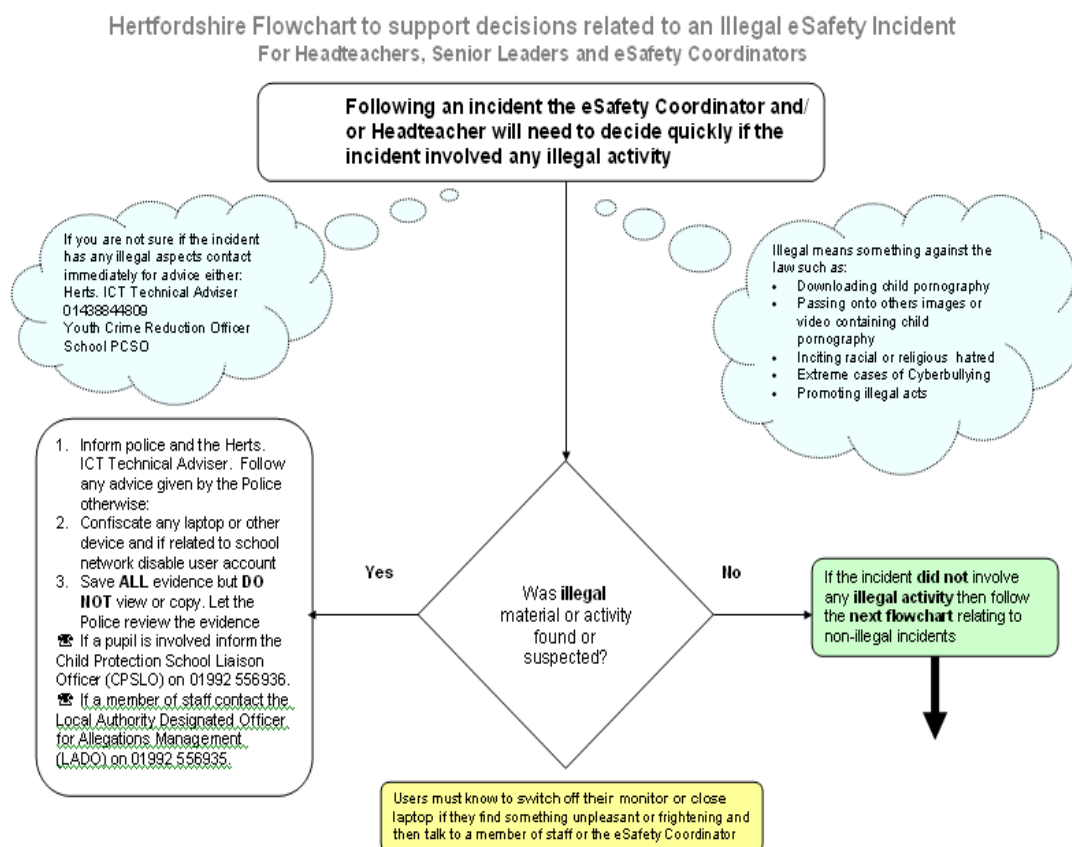 Hertfordshire Flowchart to support decisions related to an Illegal eSafety Incident
For Headteachers, Senior Leaders and eSafety Coordinators
Following an incident the eSafety Coordinator and/
or Headteacher will need to decide quickly if the
incident involved any illegal activity
If you are not sure if the incident
has any illegal aspects contact
immediately for advice either:
Herts. ICT Technical Adviser
01438844809
Youth Crime Reduction Officer
School PCSO
Illegal means something against the
law such as:
• Downloading child pornography
• Passing onto others images or
video containing child
pornography
• Inciting racial or religious hatred
• Extreme cases of Cyberbullying
• Promoting illegal acts
1. Inform police and the Herts.
ICT Technical Adviser. Follow
any advice given by the Police
otherwise:
2. Confiscate any laptop or other
device and if related to school
network disable user account
3. Save ALL evidence but DO
NOT view or copy. Let the
Police review the evidence
☎ If a pupil is involved inform the
Child Protection School Liaison
Officer (CPSLO) on 01992 556936.
☎ If a member of staff contact the
Local Authority Designated Officer
for Allegations Management
(LADO) on 01992 556935.
Yes
Was illegal
material or activity
found or
suspected?
No
If the incident did not involve
any illegal activity then follow
the next flowchart relating to
non-illegal incidents
Users must know to switch off their monitor or close
laptop if they find something unpleasant or frightening and
then talk to a member of staff or the eSafety Coordinator